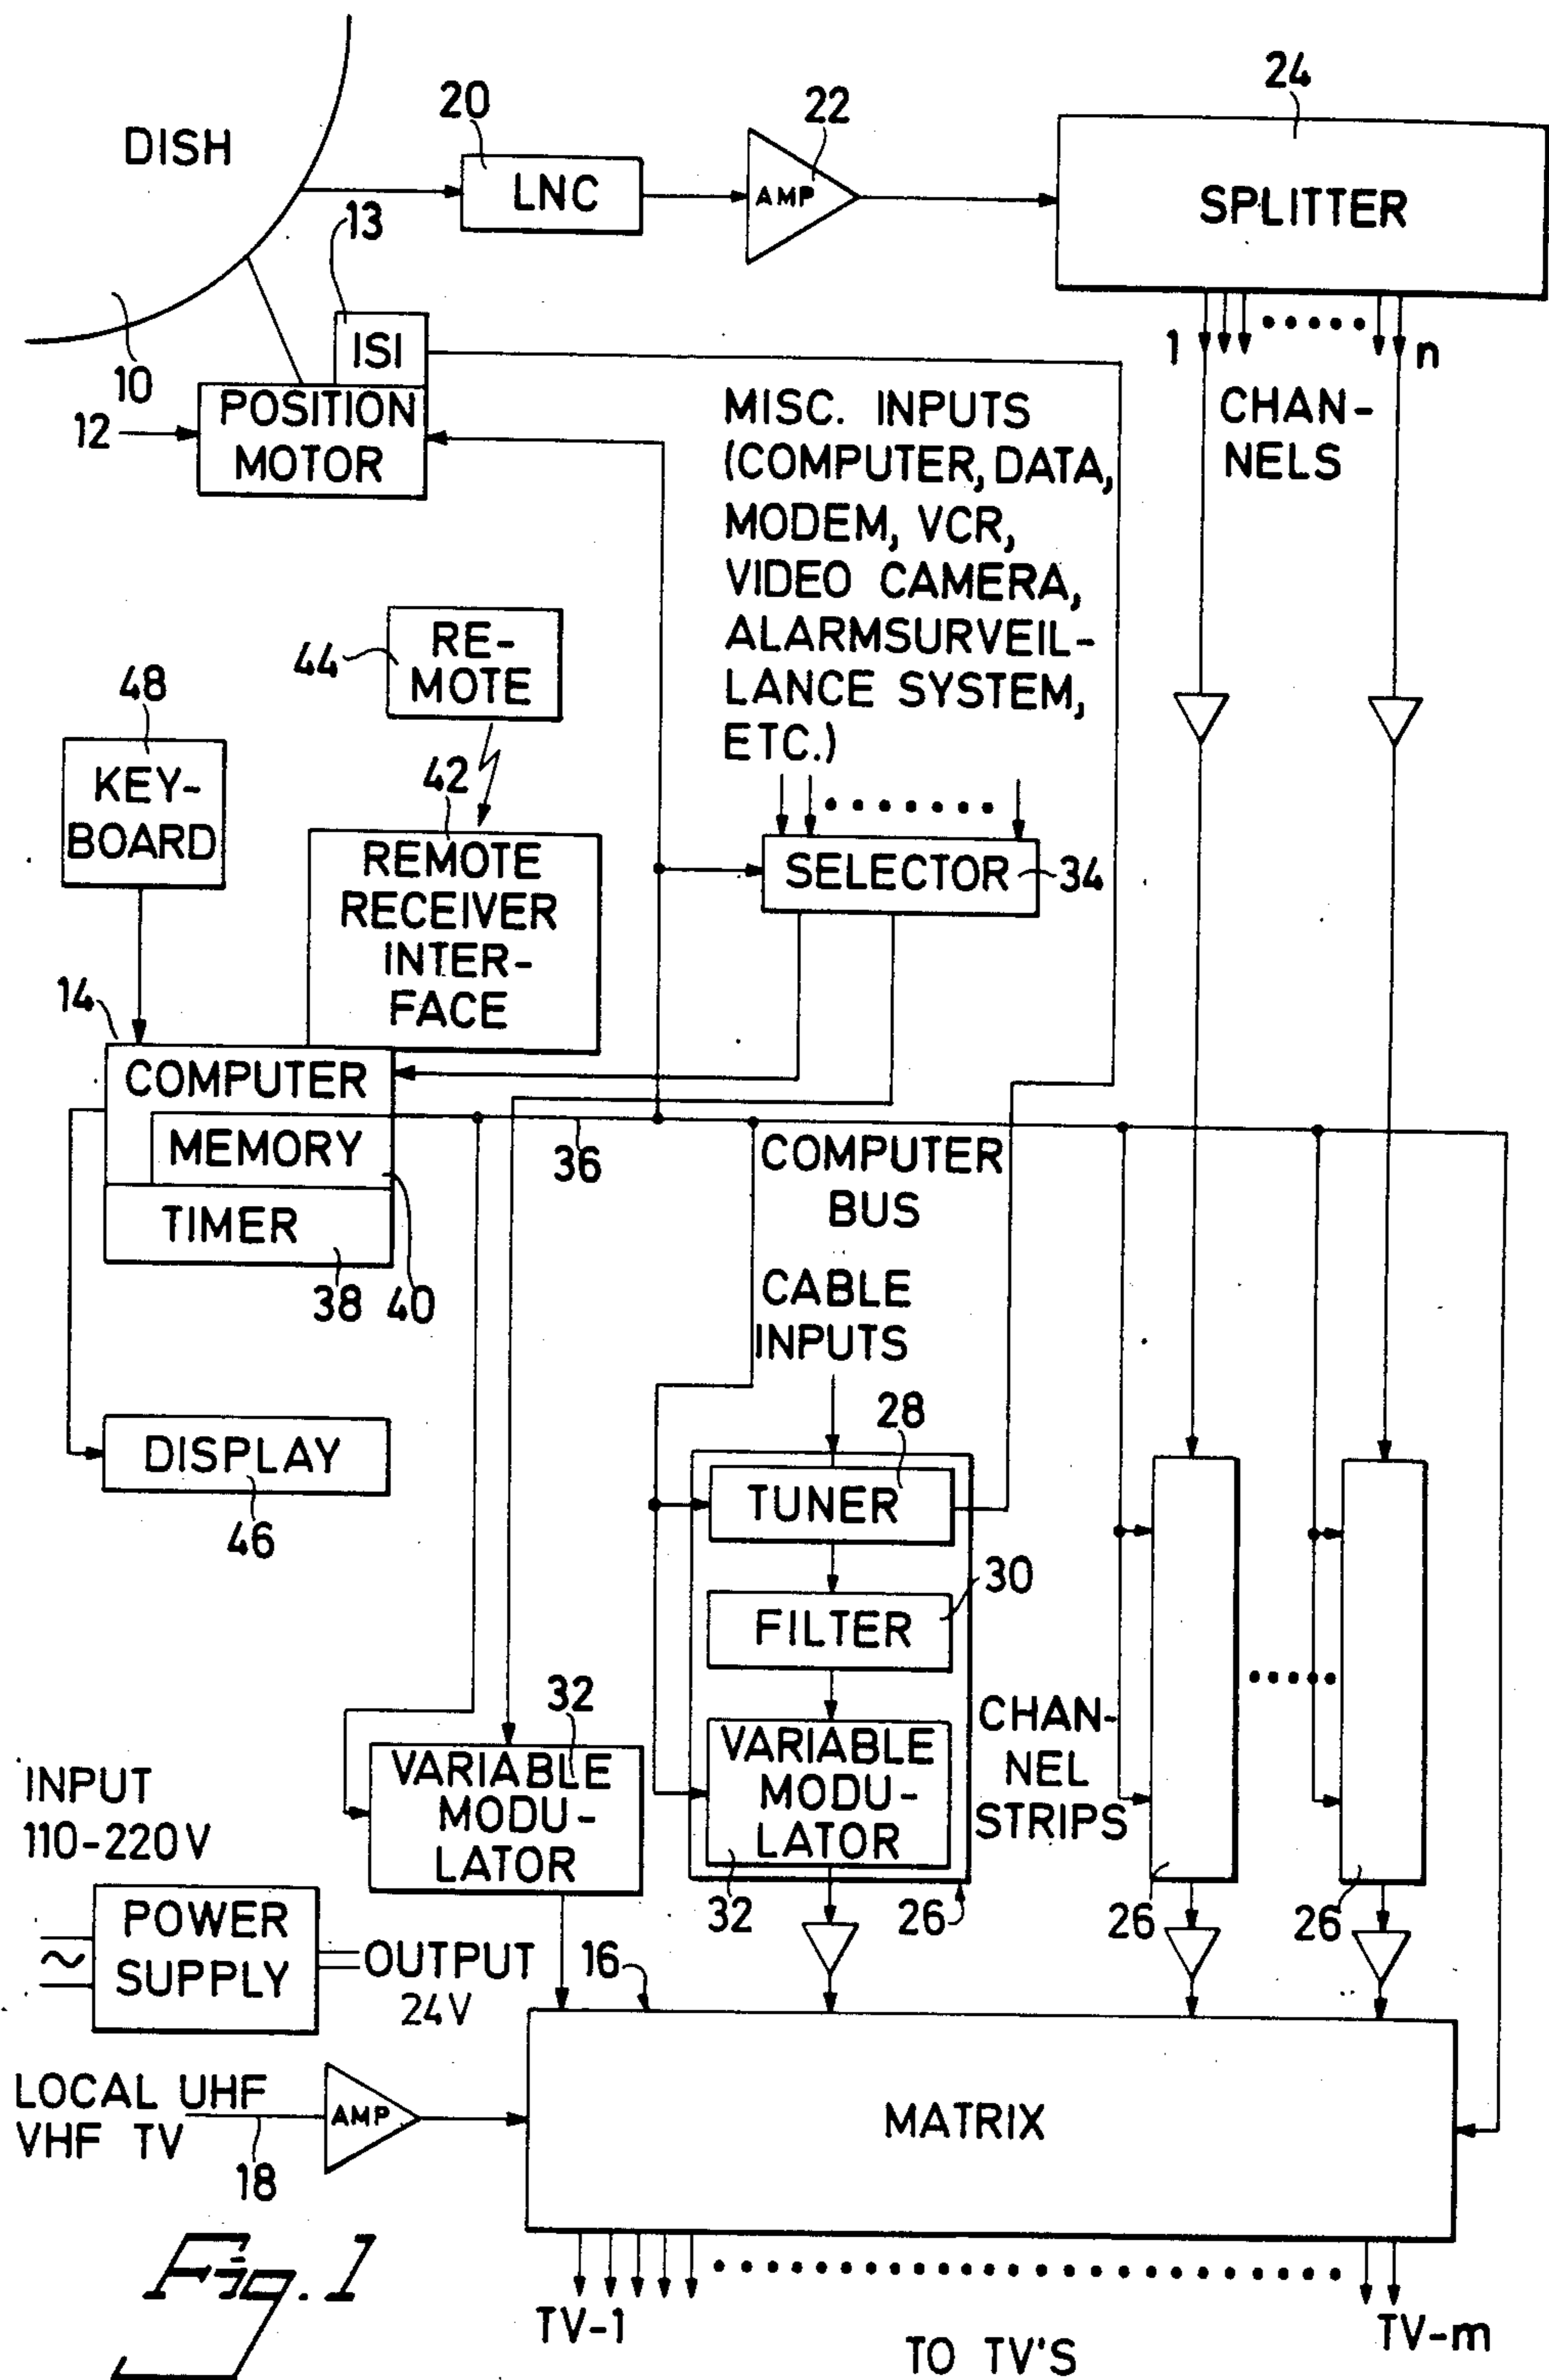 24
20
22
DISH
LNC
AMP
SPLITTER
13
ISI
10
1
n
CHAN-
NELS
12
POSITION
MOTOR
MISC. INPUTS
(COMPUTER, DATA,
MODEM, VCR,
VIDEO CAMERA,
ALARMSURVEIL-
LANCE SYSTEM,
ETC.)
44
RE-
MOTE
48
KEY-
BOARD
42
REMOTE
RECEIVER
INTER-
FACE
SELECTOR
34
14
COMPUTER
MEMORY
TIMER
36
38 40
COMPUTER
BUS
CABLE
INPUTS
DISPLAY
46
28
TUNER
30
FILTER
32
VARIABLE
MODU-
LATOR
VARIABLE
MODU-
LATOR
32
26
CHAN-
NEL
STRIPS
26
26
INPUT
110-220V
POWER
SUPPLY
~
OUTPUT
24V
16
LOCAL UHF
VHF TV
18
AMP
MATRIX
TV-1
TV-m
TO TV'S
Fig. 1